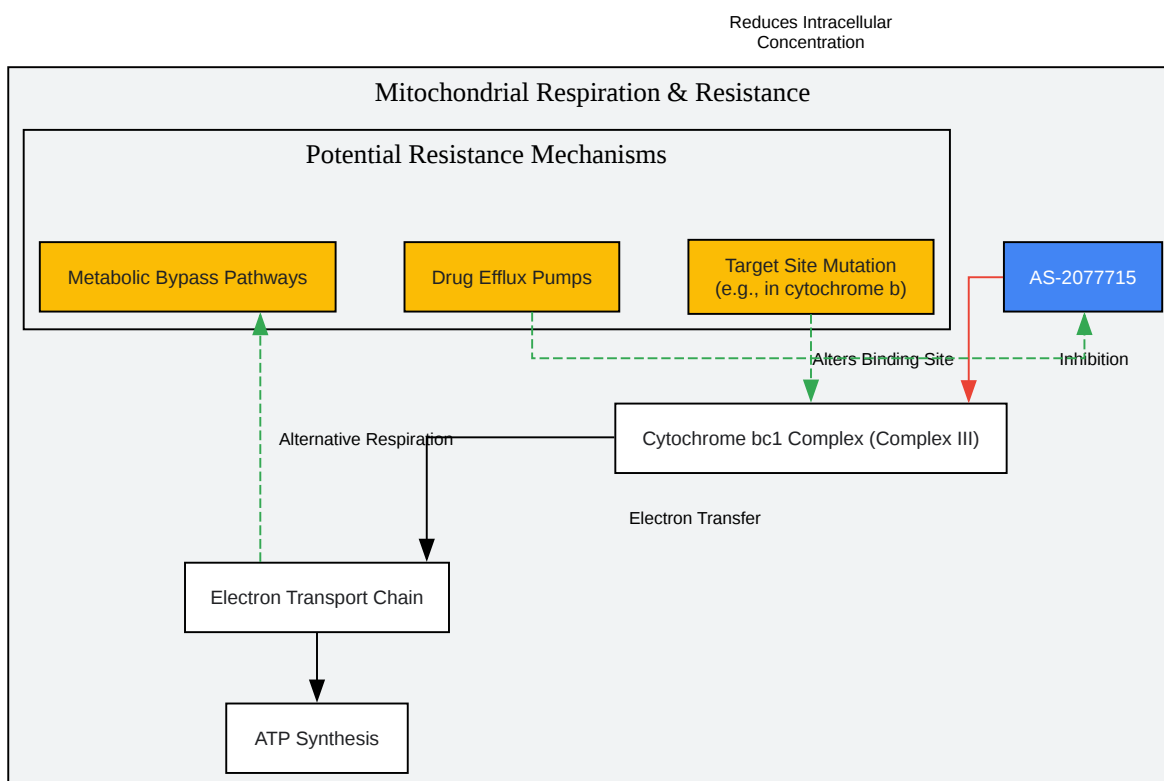 Reduces Intracellular
Concentration
Mitochondrial Respiration & Resistance
Potential Resistance Mechanisms
Metabolic Bypass Pathways
Drug Efflux Pumps
Target Site Mutation
(e.g., in cytochrome b)
AS-2077715
Alters Binding Site
Inhibition
Alternative Respiration
Cytochrome bc1 Complex (Complex III)
Electron Transfer
Electron Transport Chain
ATP Synthesis